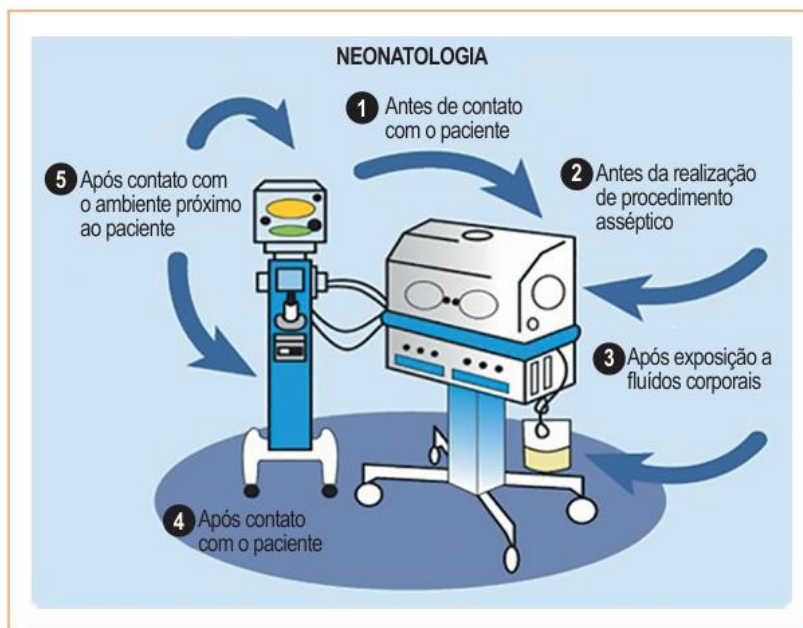 NEONATOLOGIA
1 Antes de contato
com o paciente
2 Antes da realização
de procedimento
asséptico
3 Após exposição a
fluídos corporais
4 Após contato
com o paciente
5 Após contato com
o ambiente próximo
ao paciente